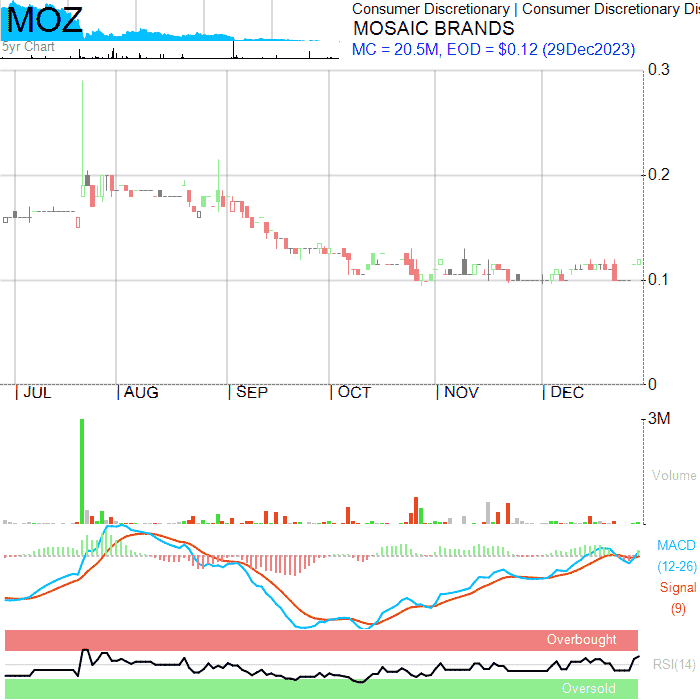 MOZ
5yr Chart
Consumer Discretionary | Consumer Discretionary Dis
MOSAIC BRANDS
MC = 20.5M, EOD = $0.12 (29Dec2023)
0.3
0.2
0.1
0
| JUL | AUG | SEP | OCT | NOV | DEC
3M
Volume
MACD
(12-26)
Signal
(9)
Overbought
RSI(14)
Oversold